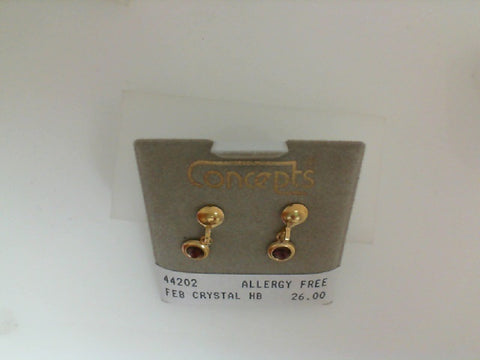 Concepts
44202 ALLERGY FREE
FEB CRYSTAL HB 26.00